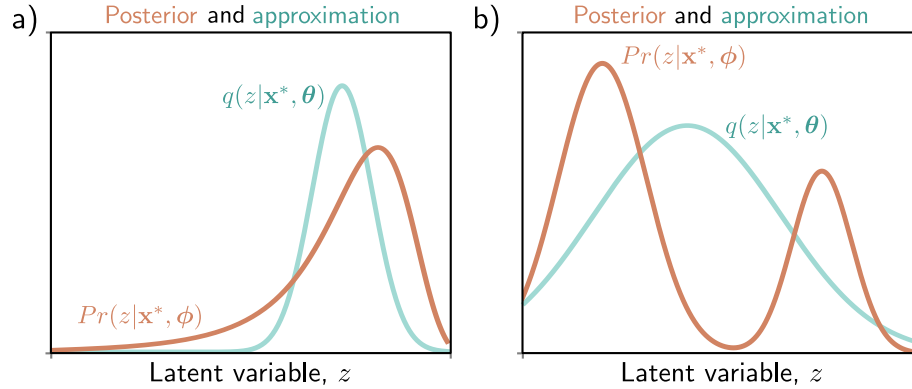 a)
Posterior and approximation
q(z|x*, θ)
Pr(z|x*, ϕ)
Latent variable, z
b)
Posterior and approximation
Pr(z|x*, ϕ)
q(z|x*, θ)
Latent variable, z